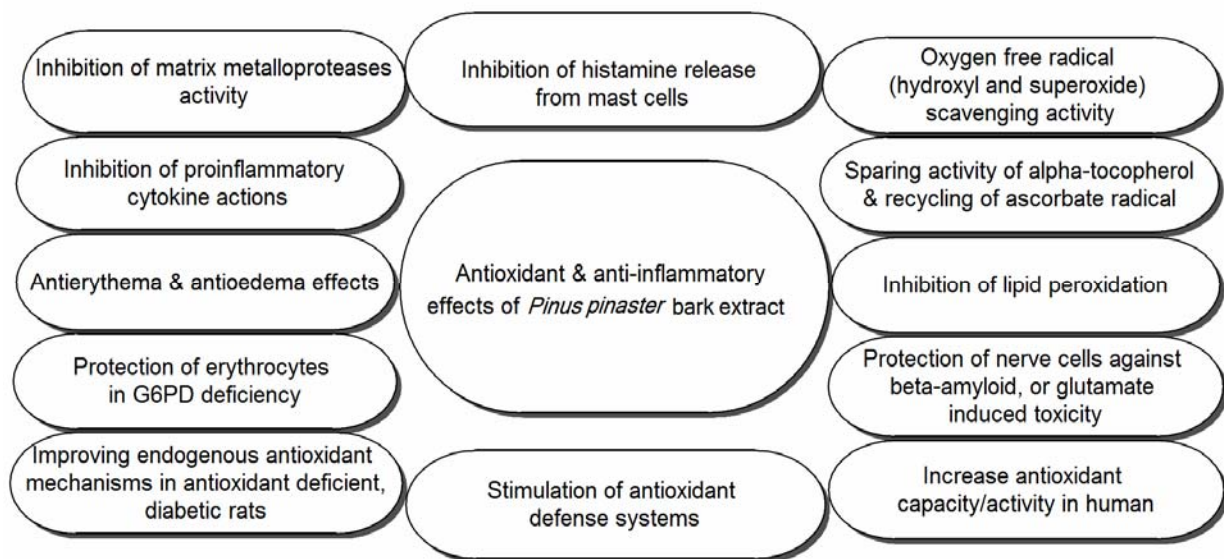 Inhibition of matrix metalloproteases
activity
Inhibition of proinflammatory
cytokine actions
Antierythema & antioedema effects
Protection of erythrocytes
in G6PD deficiency
Improving endogenous antioxidant
mechanisms in antioxidant deficient,
diabetic rats
Inhibition of histamine release
from mast cells
Antioxidant & anti-inflammatory
effects of Pinus pinaster bark extract
Stimulation of antioxidant
defense systems
Oxygen free radical
(hydroxyl and superoxide)
scavenging activity
Sparing activity of alpha-tocopherol
& recycling of ascorbate radical
Inhibition of lipid peroxidation
Protection of nerve cells against
beta-amyloid, or glutamate
induced toxicity
Increase antioxidant
capacity/activity in human